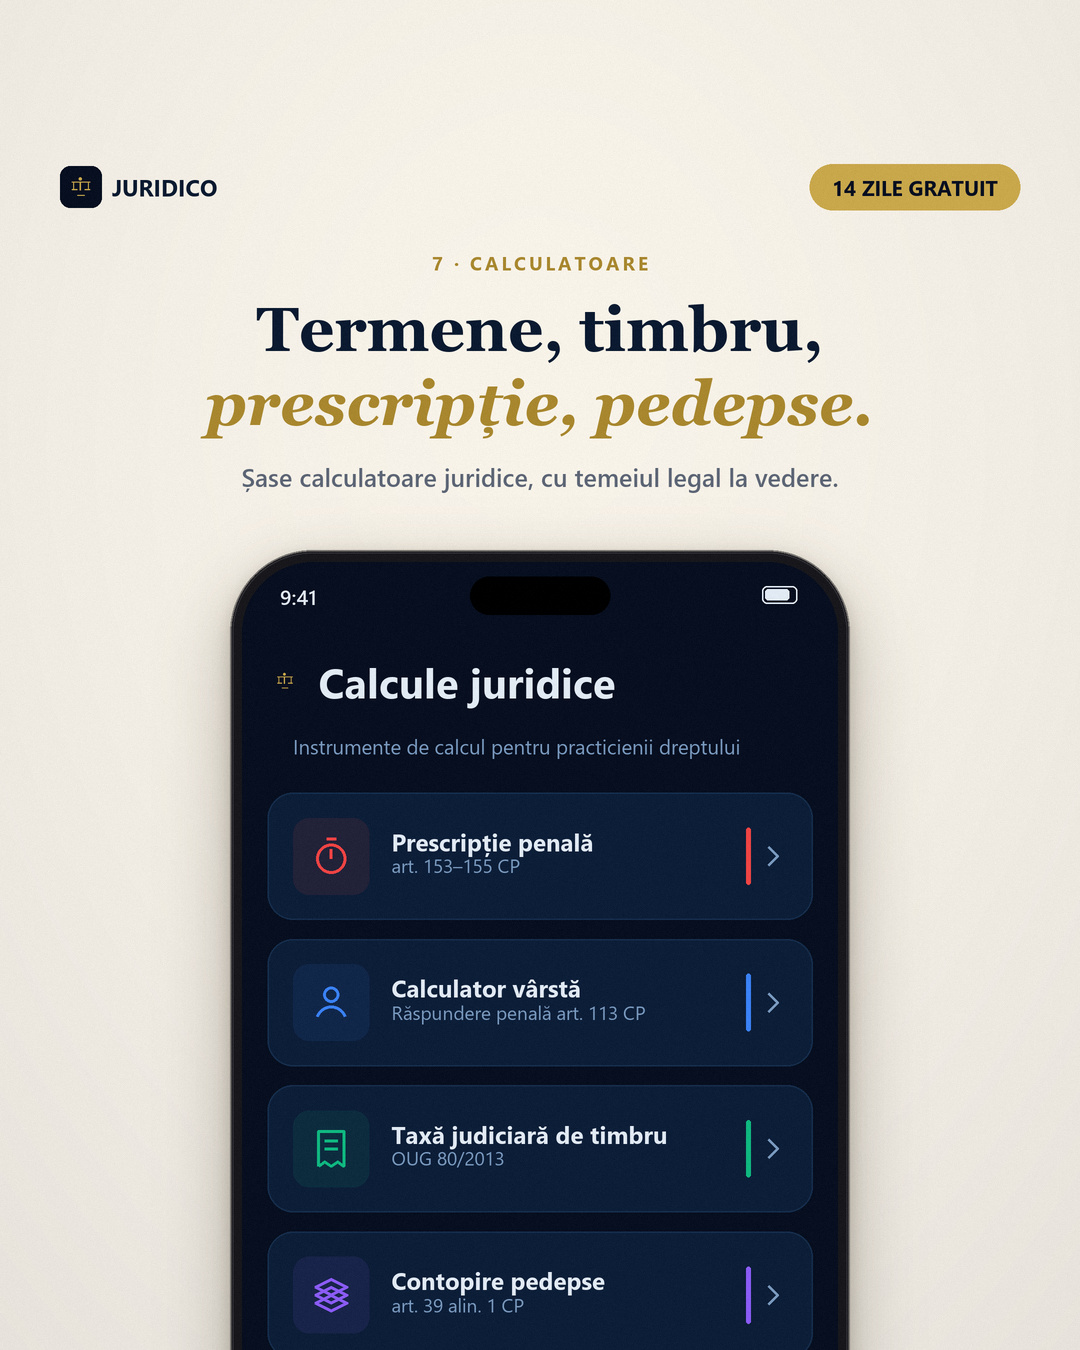 JURIDICO
14 ZILE GRATUIT
7 · CALCULATOARE
Termene, timbru,
prescripție, pedepse.
Șase calculatoare juridice, cu temeiul legal la vedere.
9:41
Calcule juridice
Instrumente de calcul pentru practicienii dreptului
Prescripție penală
art. 153–155 CP
Calculator vârstă
Răspundere penală art. 113 CP
Taxă judiciară de timbru
OUG 80/2013
Contopire pedepse
art. 39 alin. 1 CP